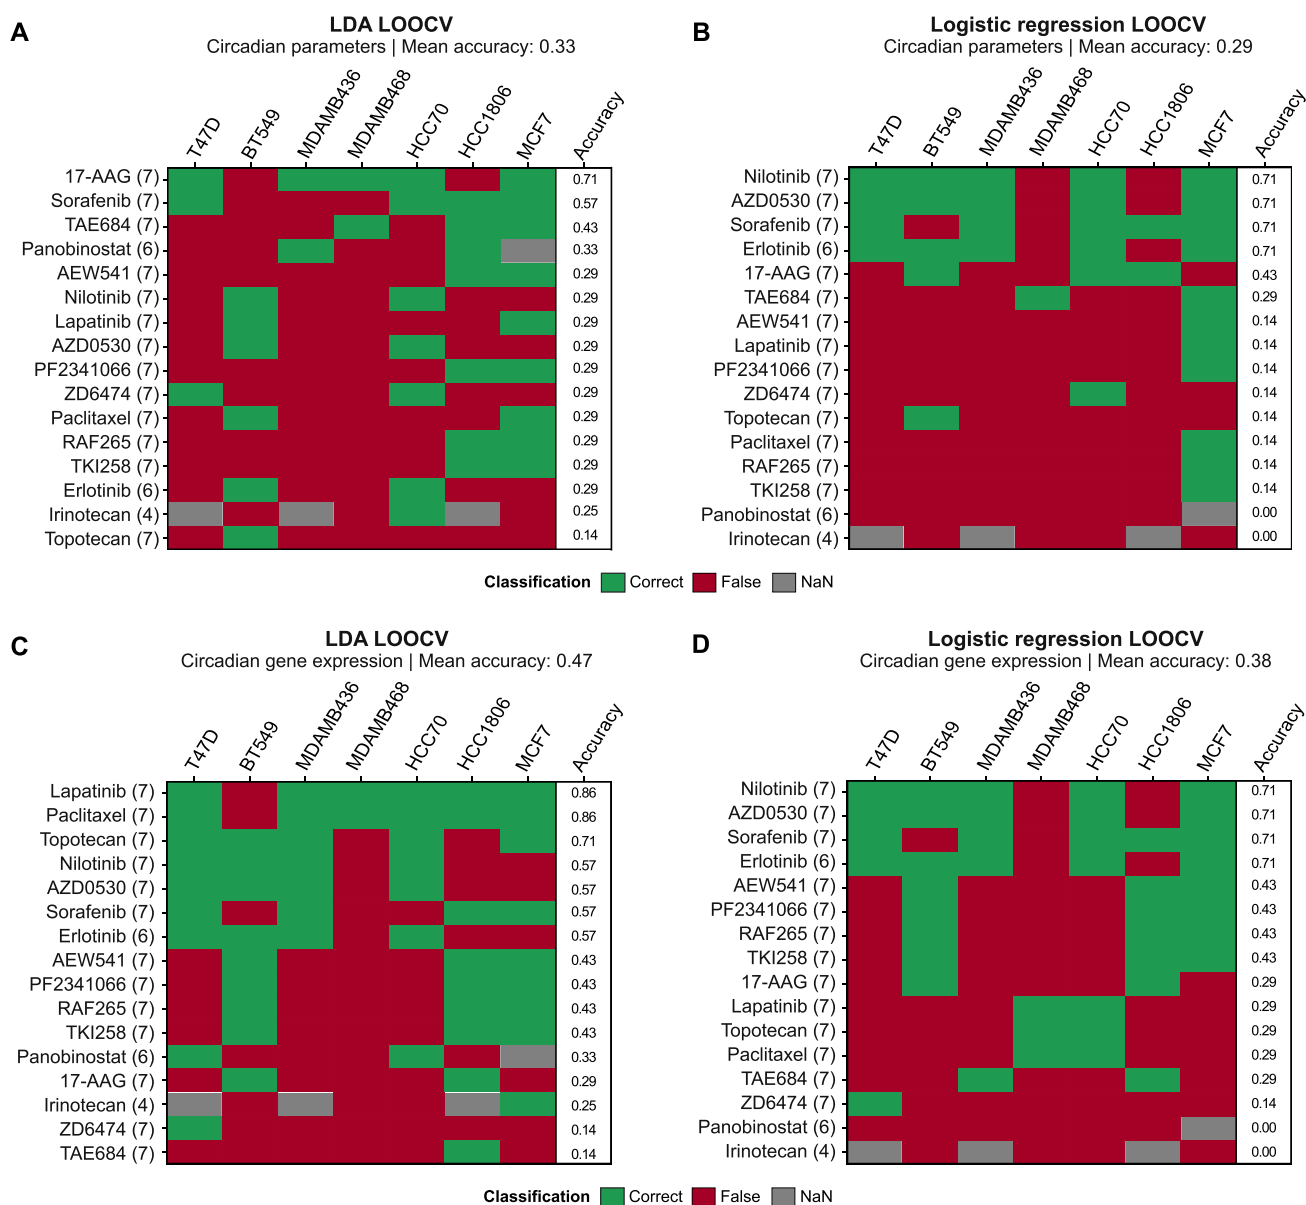 A
LDA LOOCV
Circadian parameters | Mean accuracy: 0.33
T47D BT549 MDAMB436 MDAMB468 HCC70 HCC1806 MCF7 Accuracy
17-AAG (7) 0.71
Sorafenib (7) 0.57
TAE684 (7) 0.43
Panobinostat (6) 0.33
AEW541 (7) 0.29
Nilotinib (7) 0.29
Lapatinib (7) 0.29
AZD0530 (7) 0.29
PF2341066 (7) 0.29
ZD6474 (7) 0.29
Paclitaxel (7) 0.29
RAF265 (7) 0.29
TKI258 (7) 0.29
Erlotinib (6) 0.29
Irinotecan (4) 0.25
Topotecan (7) 0.14
B
Logistic regression LOOCV
Circadian parameters | Mean accuracy: 0.29
T47D BT549 MDAMB436 MDAMB468 HCC70 HCC1806 MCF7 Accuracy
Nilotinib (7) 0.71
AZD0530 (7) 0.71
Sorafenib (7) 0.71
Erlotinib (6) 0.71
17-AAG (7) 0.43
TAE684 (7) 0.29
AEW541 (7) 0.14
Lapatinib (7) 0.14
PF2341066 (7) 0.14
ZD6474 (7) 0.14
Topotecan (7) 0.14
Paclitaxel (7) 0.14
RAF265 (7) 0.14
TKI258 (7) 0.14
Panobinostat (6) 0.00
Irinotecan (4) 0.00
Classification Correct False NaN
C
LDA LOOCV
Circadian gene expression | Mean accuracy: 0.47
T47D BT549 MDAMB436 MDAMB468 HCC70 HCC1806 MCF7 Accuracy
Lapatinib (7) 0.86
Paclitaxel (7) 0.86
Topotecan (7) 0.71
Nilotinib (7) 0.57
AZD0530 (7) 0.57
Sorafenib (7) 0.57
Erlotinib (6) 0.57
AEW541 (7) 0.43
PF2341066 (7) 0.43
RAF265 (7) 0.43
TKI258 (7) 0.43
Panobinostat (6) 0.33
17-AAG (7) 0.29
Irinotecan (4) 0.25
ZD6474 (7) 0.14
TAE684 (7) 0.14
D
Logistic regression LOOCV
Circadian gene expression | Mean accuracy: 0.38
T47D BT549 MDAMB436 MDAMB468 HCC70 HCC1806 MCF7 Accuracy
Nilotinib (7) 0.71
AZD0530 (7) 0.71
Sorafenib (7) 0.71
Erlotinib (6) 0.71
AEW541 (7) 0.43
PF2341066 (7) 0.43
RAF265 (7) 0.43
TKI258 (7) 0.43
17-AAG (7) 0.29
Lapatinib (7) 0.29
Topotecan (7) 0.29
Paclitaxel (7) 0.29
TAE684 (7) 0.29
ZD6474 (7) 0.14
Panobinostat (6) 0.00
Irinotecan (4) 0.00
Classification Correct False NaN